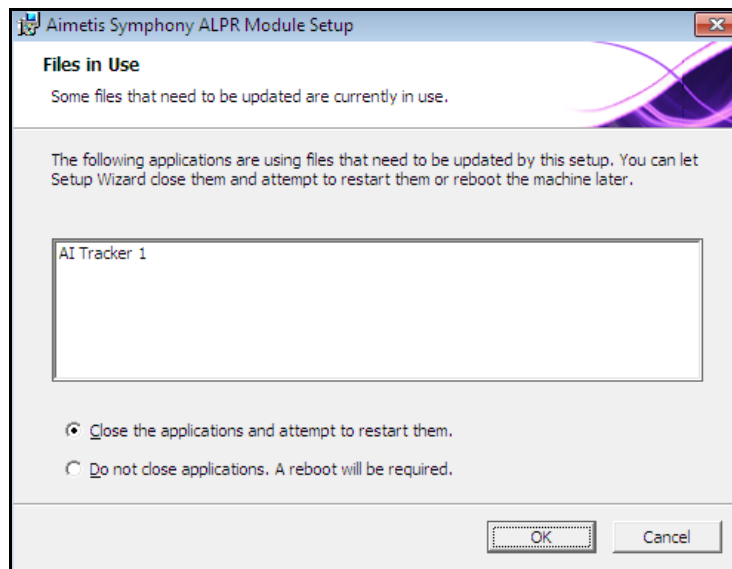 Aimetis Symphony ALPR Module Setup
Files in Use
Some files that need to be updated are currently in use.
The following applications are using files that need to be updated by this setup. You can let
Setup Wizard close them and attempt to restart them or reboot the machine later.
AI Tracker 1
Close the applications and attempt to restart them.
Do not close applications. A reboot will be required.
OK
Cancel